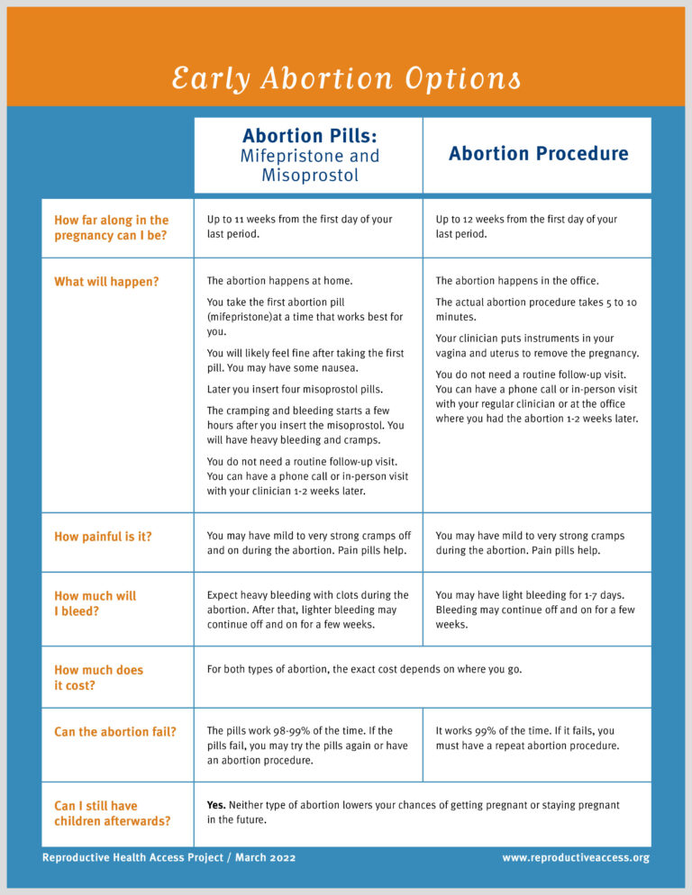 Early Abortion Options
Abortion Pills:
Mifepristone and
Misoprostol
Abortion Procedure
How far along in the
pregnancy can I be?
Up to 11 weeks from the first day of your
last period.
Up to 12 weeks from the first day of your
last period.
What will happen?
The abortion happens at home.
You take the first abortion pill
(mifepristone)at a time that works best for
you.
You will likely feel fine after taking the first
pill. You may have some nausea.
Later you insert four misoprostol pills.
The cramping and bleeding starts a few
hours after you insert the misoprostol. You
will have heavy bleeding and cramps.
You do not need a routine follow-up visit.
You can have a phone call or in-person visit
with your clinician 1-2 weeks later.
The abortion happens in the office.
The actual abortion procedure takes 5 to 10
minutes.
Your clinician puts instruments in your
vagina and uterus to remove the pregnancy.
You do not need a routine follow-up visit.
You can have a phone call or in-person visit
with your regular clinician or at the office
where you had the abortion 1-2 weeks later.
How painful is it?
You may have mild to very strong cramps off
and on during the abortion. Pain pills help.
You may have mild to very strong cramps
during the abortion. Pain pills help.
How much will
I bleed?
Expect heavy bleeding with clots during the
abortion. After that, lighter bleeding may
continue off and on for a few weeks.
You may have light bleeding for 1-7 days.
Bleeding may continue off and on for a few
weeks.
How much does
it cost?
For both types of abortion, the exact cost depends on where you go.
Can the abortion fail?
The pills work 98-99% of the time. If the
pills fail, you may try the pills again or have
an abortion procedure.
It works 99% of the time. If it fails, you
must have a repeat abortion procedure.
Can I still have
children afterwards?
Yes. Neither type of abortion lowers your chances of getting pregnant or staying pregnant
in the future.
Reproductive Health Access Project / March 2022
www.reproductiveaccess.org